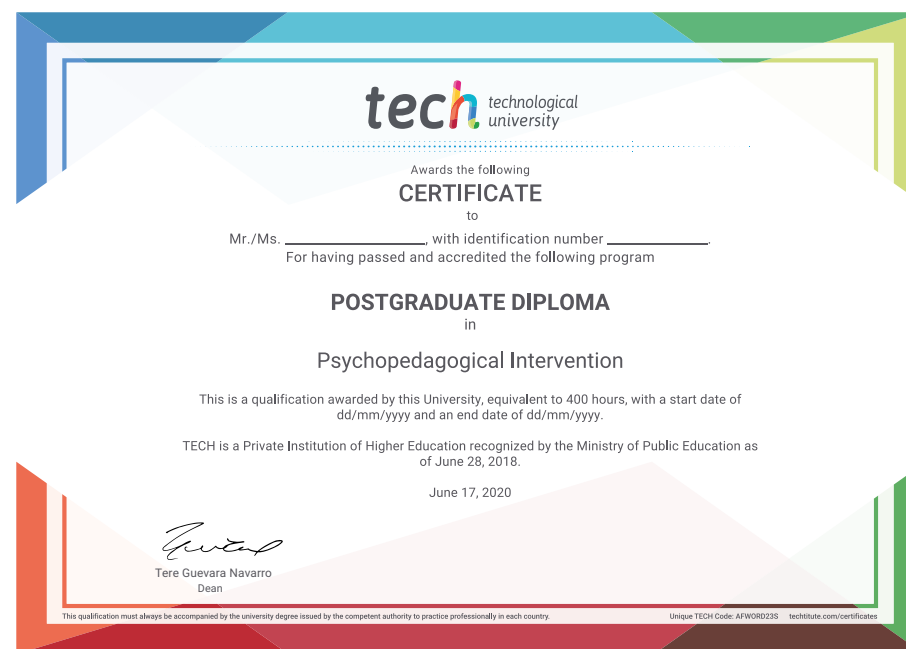 tech technological
university
Awards the following
CERTIFICATE
to
Mr./Ms. ____________________, with identification number ______________.
For having passed and accredited the following program
POSTGRADUATE DIPLOMA
in
Psychopedagogical Intervention
This is a qualification awarded by this University, equivalent to 400 hours, with a start date of
dd/mm/yyyy and an end date of dd/mm/yyyy.
TECH is a Private Institution of Higher Education recognized by the Ministry of Public Education as
of June 28, 2018.
June 17, 2020
Tere Guevara Navarro
Dean
This qualification must always be accompanied by the university degree issued by the competent authority to practice professionally in each country.
Unique TECH Code: AFWORD23S techtitute.com/certificates